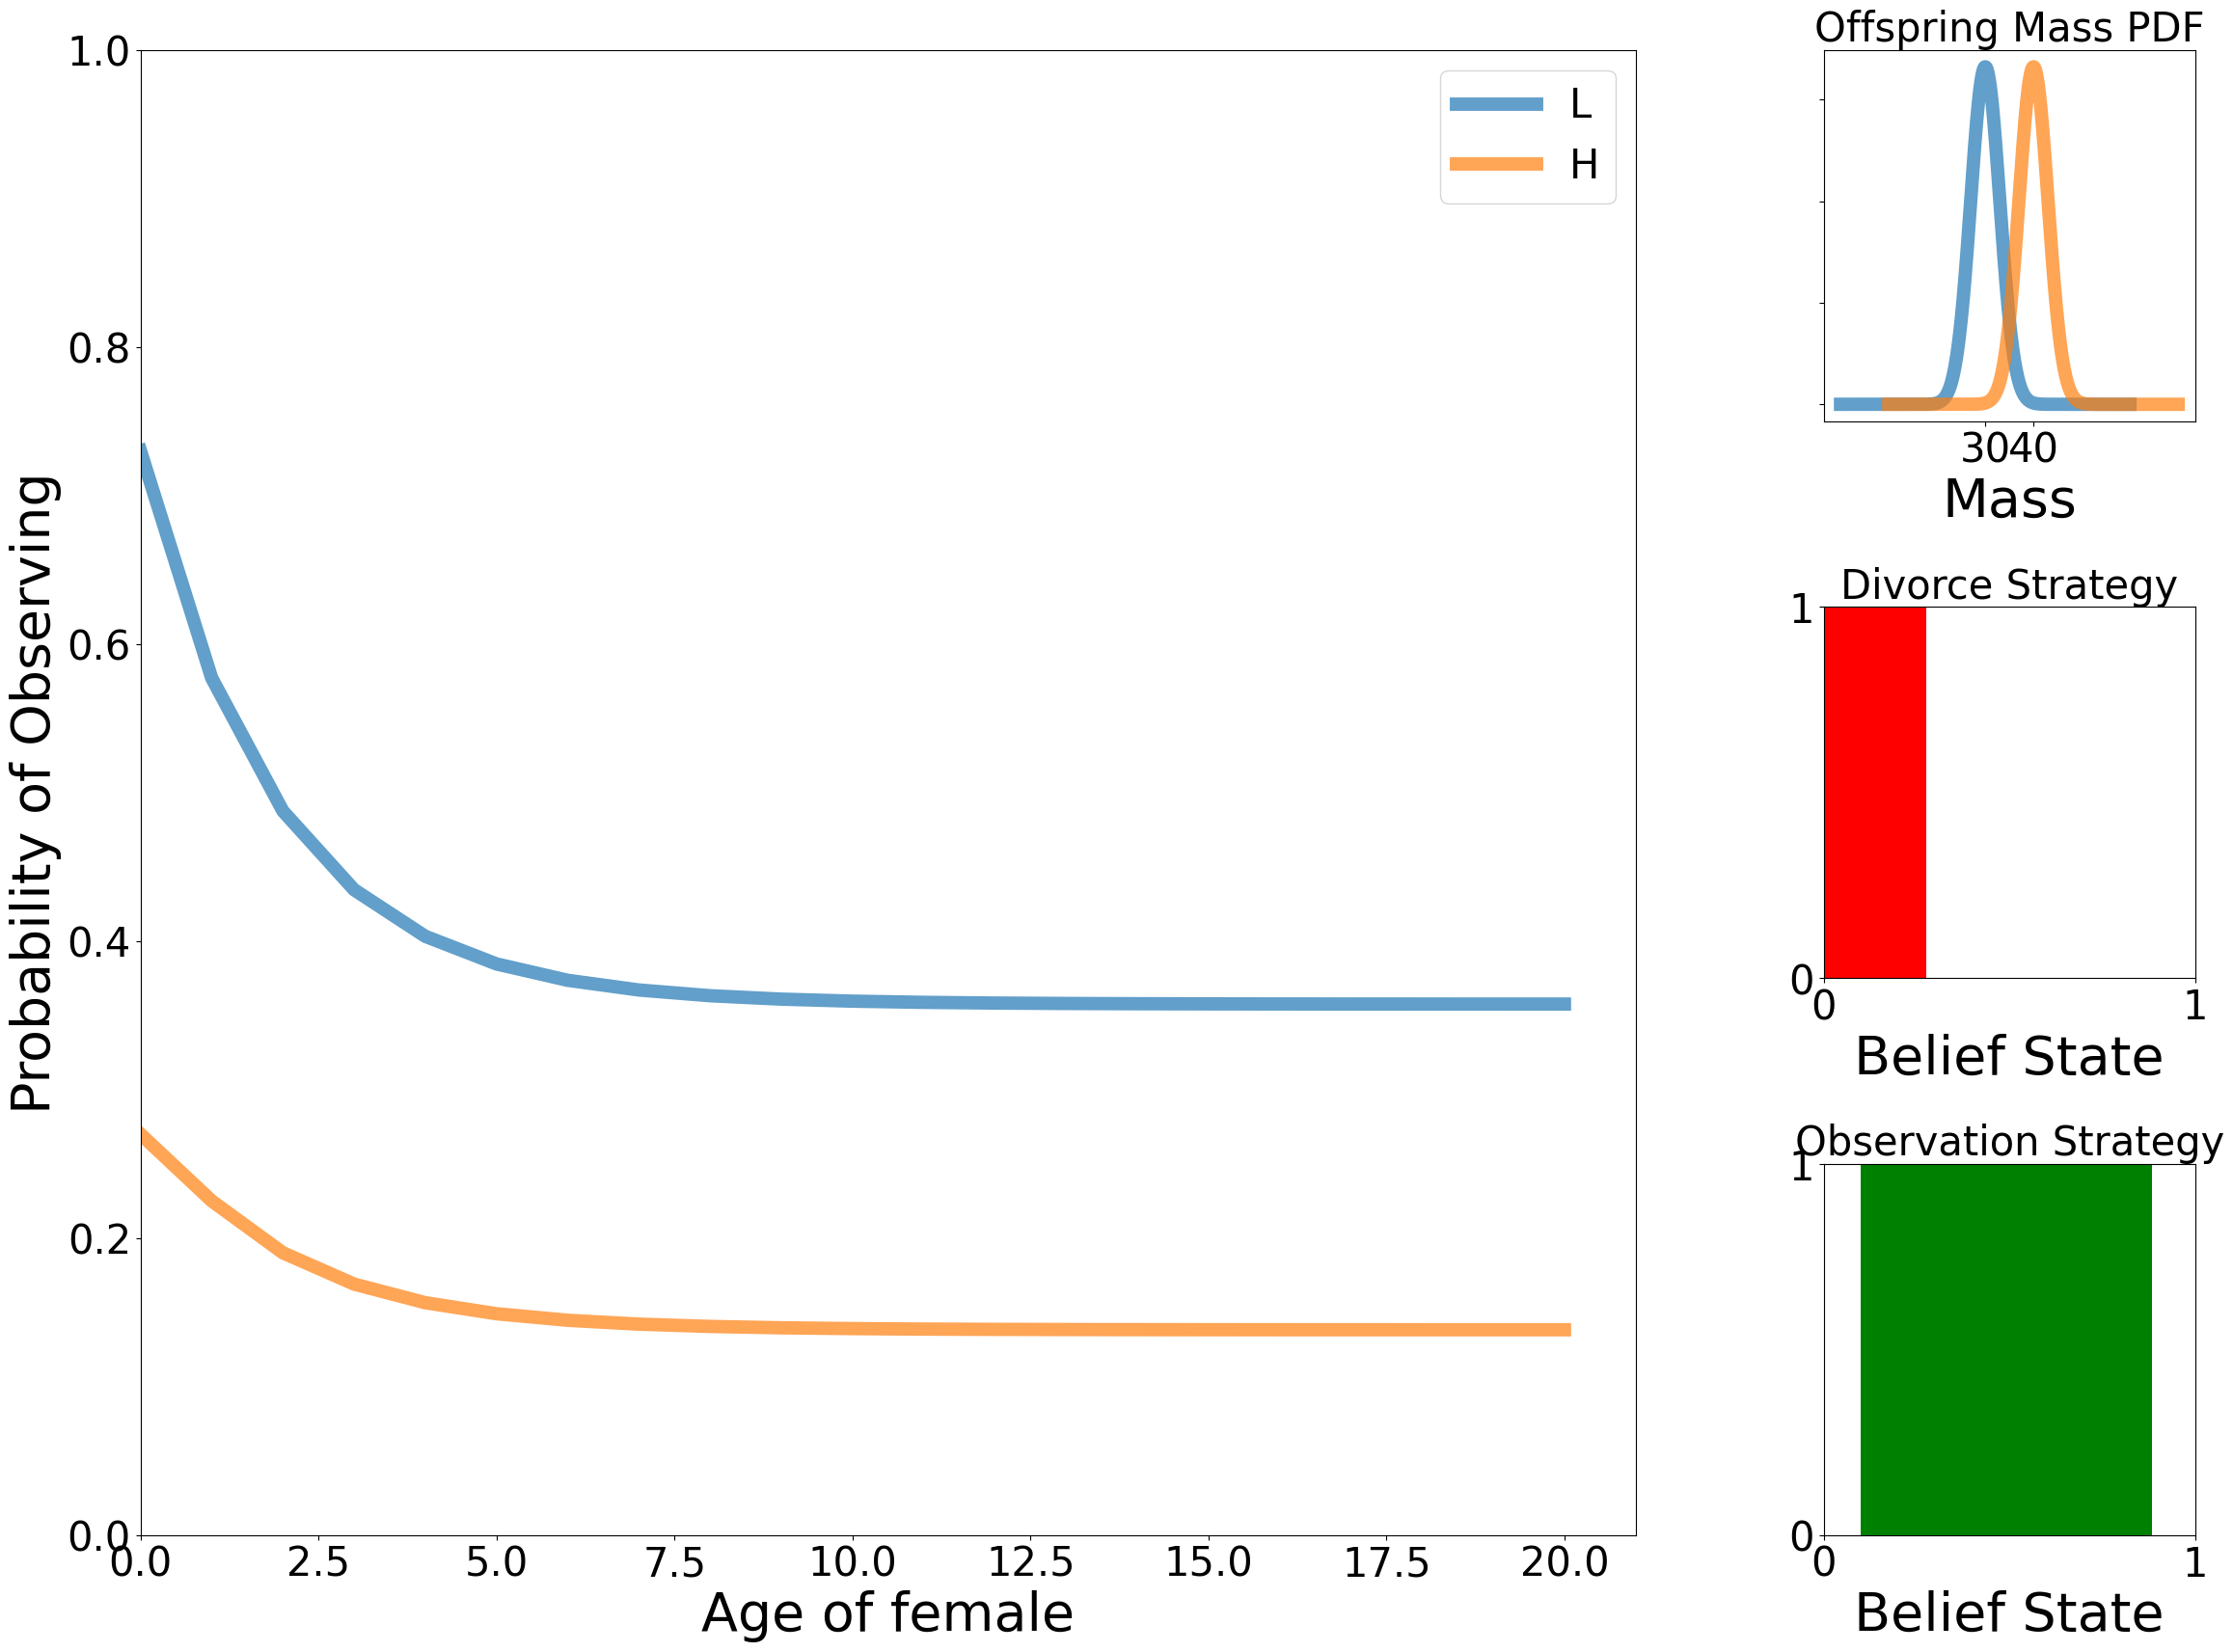 Probability of Observing
1.0
0.8
0.6
0.4
0.2
0.0
0.0 2.5 5.0 7.5 10.0 12.5 15.0 17.5 20.0
Age of female
L
H
Offspring Mass PDF
30 40
Mass
Divorce Strategy
1
0
0 1
Belief State
Observation Strategy
1
0
0 1
Belief State